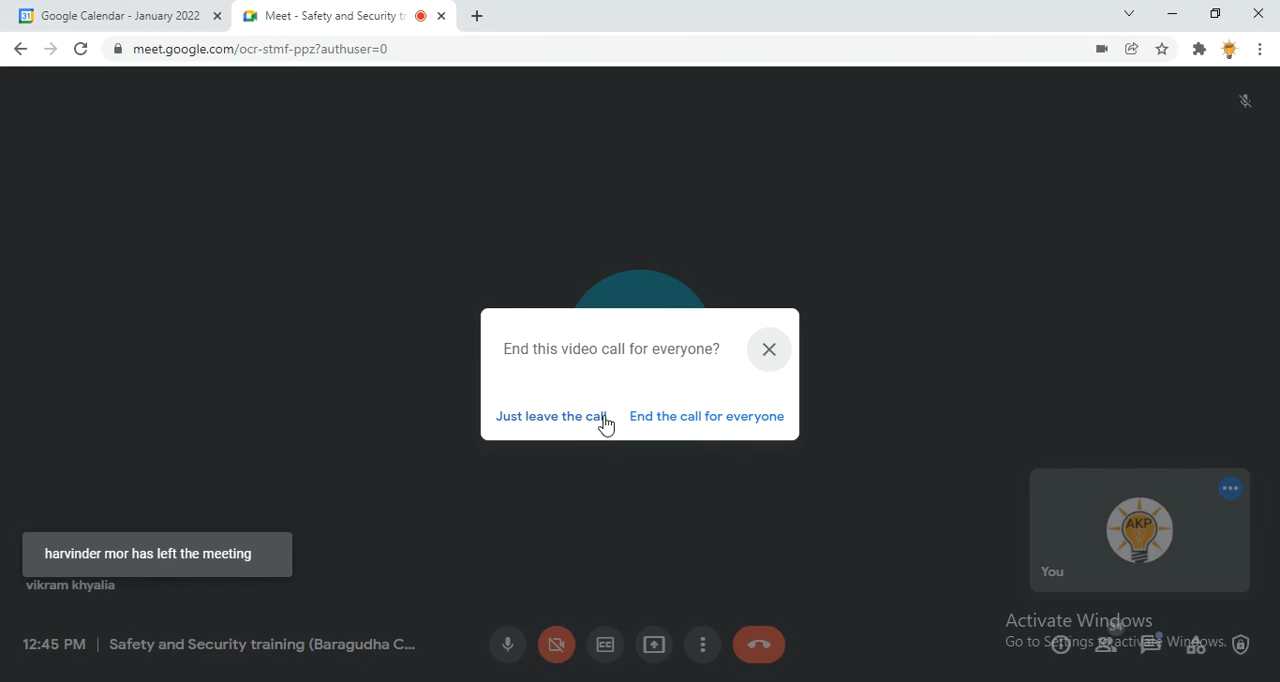 31 Google Calendar - January 2022
Meet - Safety and Security tr
meet.google.com/ocr-stmf-ppz?authuser=0
End this video call for everyone?
Just leave the call
End the call for everyone
AKP
You
harvinder mor has left the meeting
vikram khyalia
Activate Windows
Go to Settings to activate Windows.
12:45 PM | Safety and Security training (Baragudha C...
CC